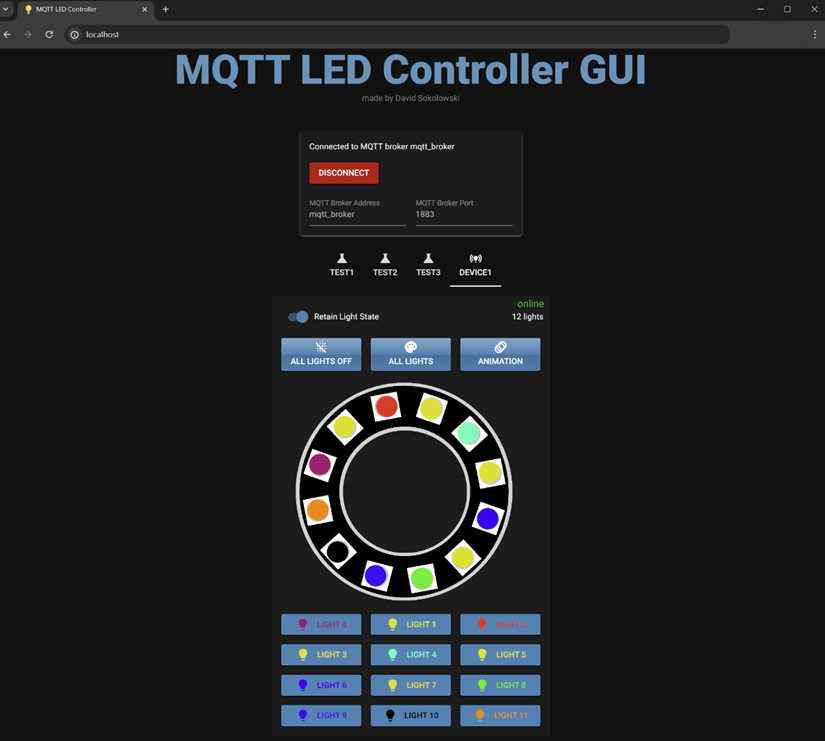 MQTT LED Controller
localhost
MQTT LED Controller GUI
made by David Sokolowski
Connected to MQTT broker mqtt_broker
DISCONNECT
MQTT Broker Address
MQTT Broker Port
mqtt_broker
1883
TEST1
TEST2
TEST3
DEVICE1
online
Retain Light State
12 lights
ALL LIGHTS OFF
ALL LIGHTS
ANIMATION
LIGHT 0
LIGHT 1
LIGHT 2
LIGHT 3
LIGHT 4
LIGHT 5
LIGHT 6
LIGHT 7
LIGHT 8
LIGHT 9
LIGHT 10
LIGHT 11